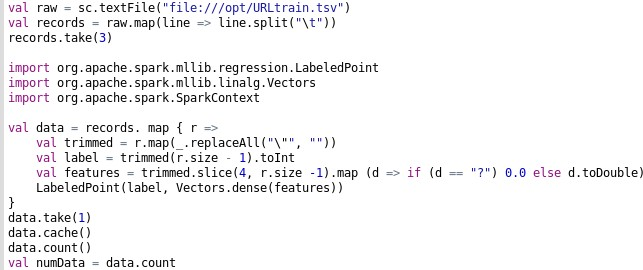 val raw = sc.textFile("file:///opt/URLtrain.tsv")
val records = raw.map(line => line.split("\t"))
records.take(3)
import org.apache.spark.mllib.regression.LabeledPoint
import org.apache.spark.mllib.linalg.Vectors
import org.apache.spark.SparkContext
val data = records. map { r =>
    val trimmed = r.map(_.replaceAll("\"", ""))
    val label = trimmed(r.size - 1).toInt
    val features = trimmed.slice(4, r.size -1).map (d => if (d == "?") 0.0 else d.toDouble)
    LabeledPoint(label, Vectors.dense(features))
}
data.take(1)
data.cache()
data.count()
val numData = data.count